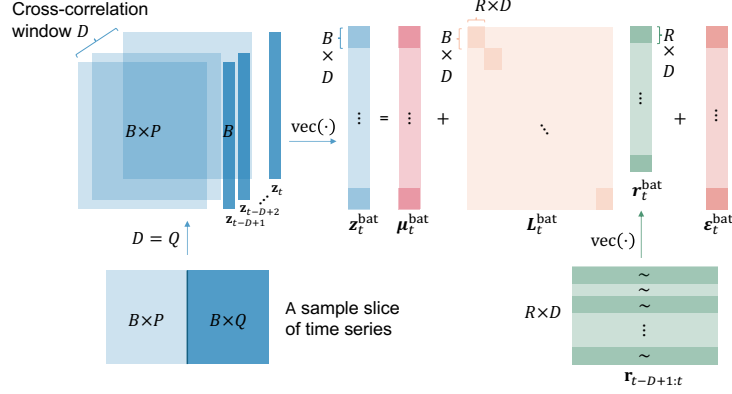 Cross-correlation
window D
R×D
B
×
D
B
×
D
R
×
D
B×P
B
vec(·)
⋮
=
⋮
+
⋱
⋮
+
⋮
z_t
⋰
z_{t−D+2}
z_{t−D+1}
z_t^bat
μ_t^bat
L_t^bat
r_t^bat
ε_t^bat
D = Q
vec(·)
B×P
B×Q
A sample slice
of time series
R×D
~
~
~
⋮
~
r_{t−D+1:t}